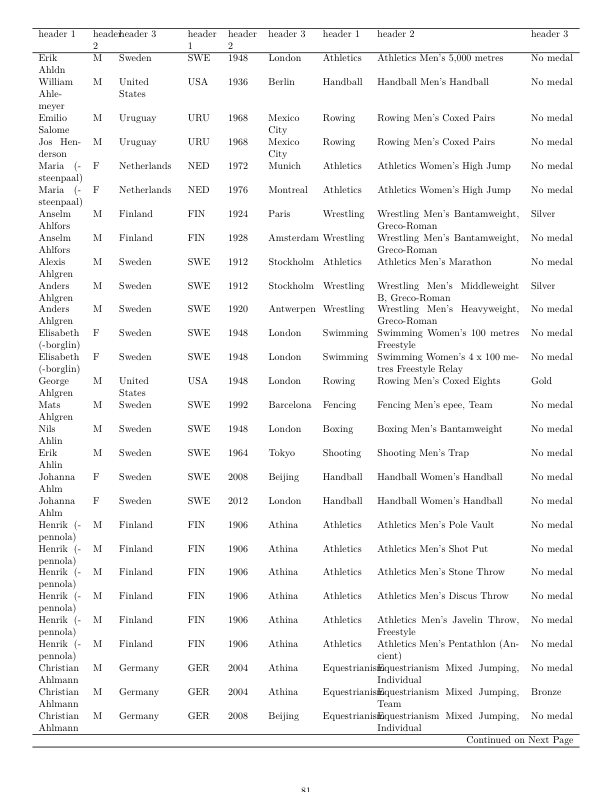 header 1 header 2 header 3 header 1 header 2 header 3 header 1 header 2 header 3
Erik Ahldn M Sweden SWE 1948 London Athletics Athletics Men's 5,000 metres No medal
William Ahle-meyer M United States USA 1936 Berlin Handball Handball Men's Handball No medal
Emilio Salome M Uruguay URU 1968 Mexico City Rowing Rowing Men's Coxed Pairs No medal
Jos Hen-derson M Uruguay URU 1968 Mexico City Rowing Rowing Men's Coxed Pairs No medal
Maria (-steenpaal) F Netherlands NED 1972 Munich Athletics Athletics Women's High Jump No medal
Maria (-steenpaal) F Netherlands NED 1976 Montreal Athletics Athletics Women's High Jump No medal
Anselm Ahlfors M Finland FIN 1924 Paris Wrestling Wrestling Men's Bantamweight, Greco-Roman Silver
Anselm Ahlfors M Finland FIN 1928 Amsterdam Wrestling Wrestling Men's Bantamweight, Greco-Roman No medal
Alexis Ahlgren M Sweden SWE 1912 Stockholm Athletics Athletics Men's Marathon No medal
Anders Ahlgren M Sweden SWE 1912 Stockholm Wrestling Wrestling Men's Middleweight B, Greco-Roman Silver
Anders Ahlgren M Sweden SWE 1920 Antwerpen Wrestling Wrestling Men's Heavyweight, Greco-Roman No medal
Elisabeth (-borglin) F Sweden SWE 1948 London Swimming Swimming Women's 100 metres Freestyle No medal
Elisabeth (-borglin) F Sweden SWE 1948 London Swimming Swimming Women's 4 x 100 me-tres Freestyle Relay No medal
George Ahlgren M United States USA 1948 London Rowing Rowing Men's Coxed Eights Gold
Mats Ahlgren M Sweden SWE 1992 Barcelona Fencing Fencing Men's epee, Team No medal
Nils Ahlin M Sweden SWE 1948 London Boxing Boxing Men's Bantamweight No medal
Erik Ahlin M Sweden SWE 1964 Tokyo Shooting Shooting Men's Trap No medal
Johanna Ahlm F Sweden SWE 2008 Beijing Handball Handball Women's Handball No medal
Johanna Ahlm F Sweden SWE 2012 London Handball Handball Women's Handball No medal
Henrik (-pennola) M Finland FIN 1906 Athina Athletics Athletics Men's Pole Vault No medal
Henrik (-pennola) M Finland FIN 1906 Athina Athletics Athletics Men's Shot Put No medal
Henrik (-pennola) M Finland FIN 1906 Athina Athletics Athletics Men's Stone Throw No medal
Henrik (-pennola) M Finland FIN 1906 Athina Athletics Athletics Men's Discus Throw No medal
Henrik (-pennola) M Finland FIN 1906 Athina Athletics Athletics Men's Javelin Throw, Freestyle No medal
Henrik (-pennola) M Finland FIN 1906 Athina Athletics Athletics Men's Pentathlon (An-cient) No medal
Christian Ahlmann M Germany GER 2004 Athina Equestrianism Equestrianism Mixed Jumping, Individual No medal
Christian Ahlmann M Germany GER 2004 Athina Equestrianism Equestrianism Mixed Jumping, Team Bronze
Christian Ahlmann M Germany GER 2008 Beijing Equestrianism Equestrianism Mixed Jumping, Individual No medal
Continued on Next Page
81